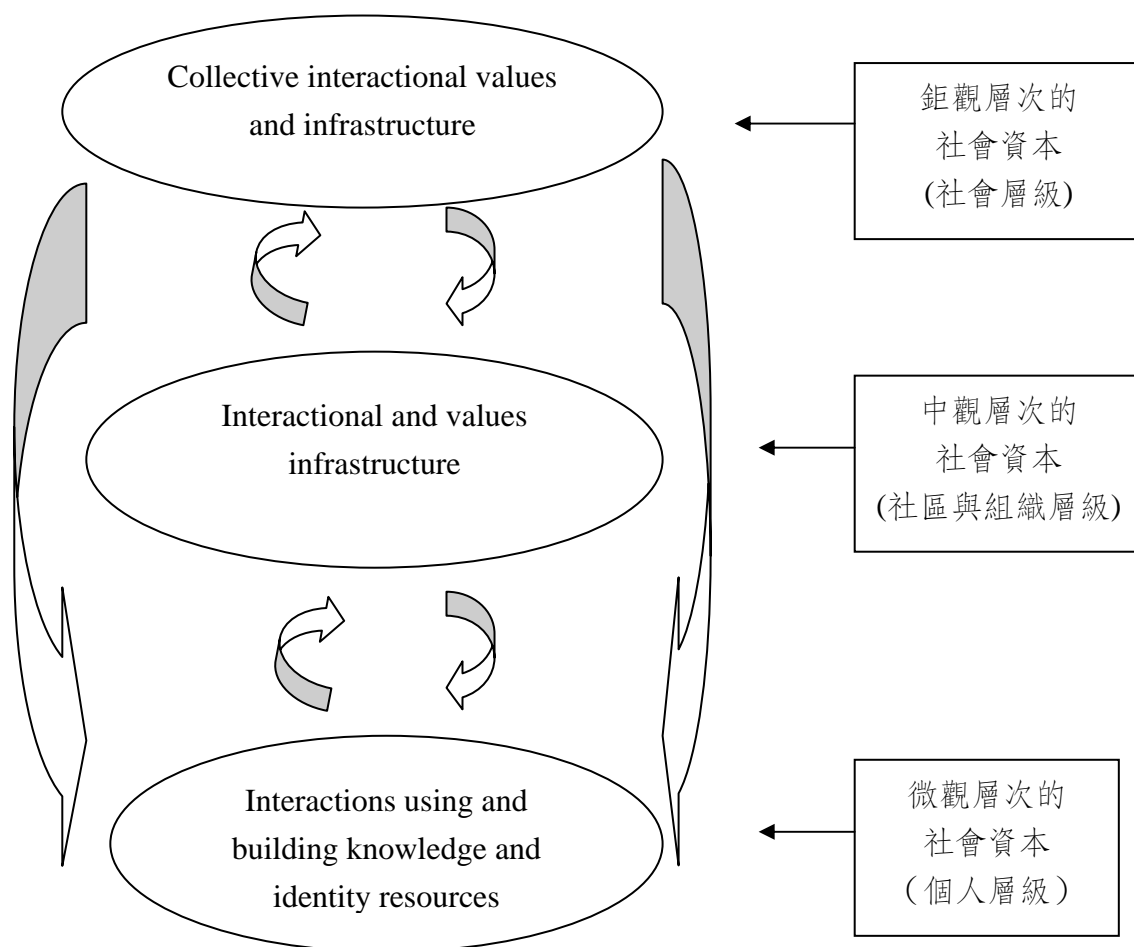 Collective interactional values
and infrastructure
鉅觀層次的
社會資本
(社會層級)
Interactional and values
infrastructure
中觀層次的
社會資本
(社區與組織層級)
Interactions using and
building knowledge and
identity resources
微觀層次的
社會資本
（個人層級）